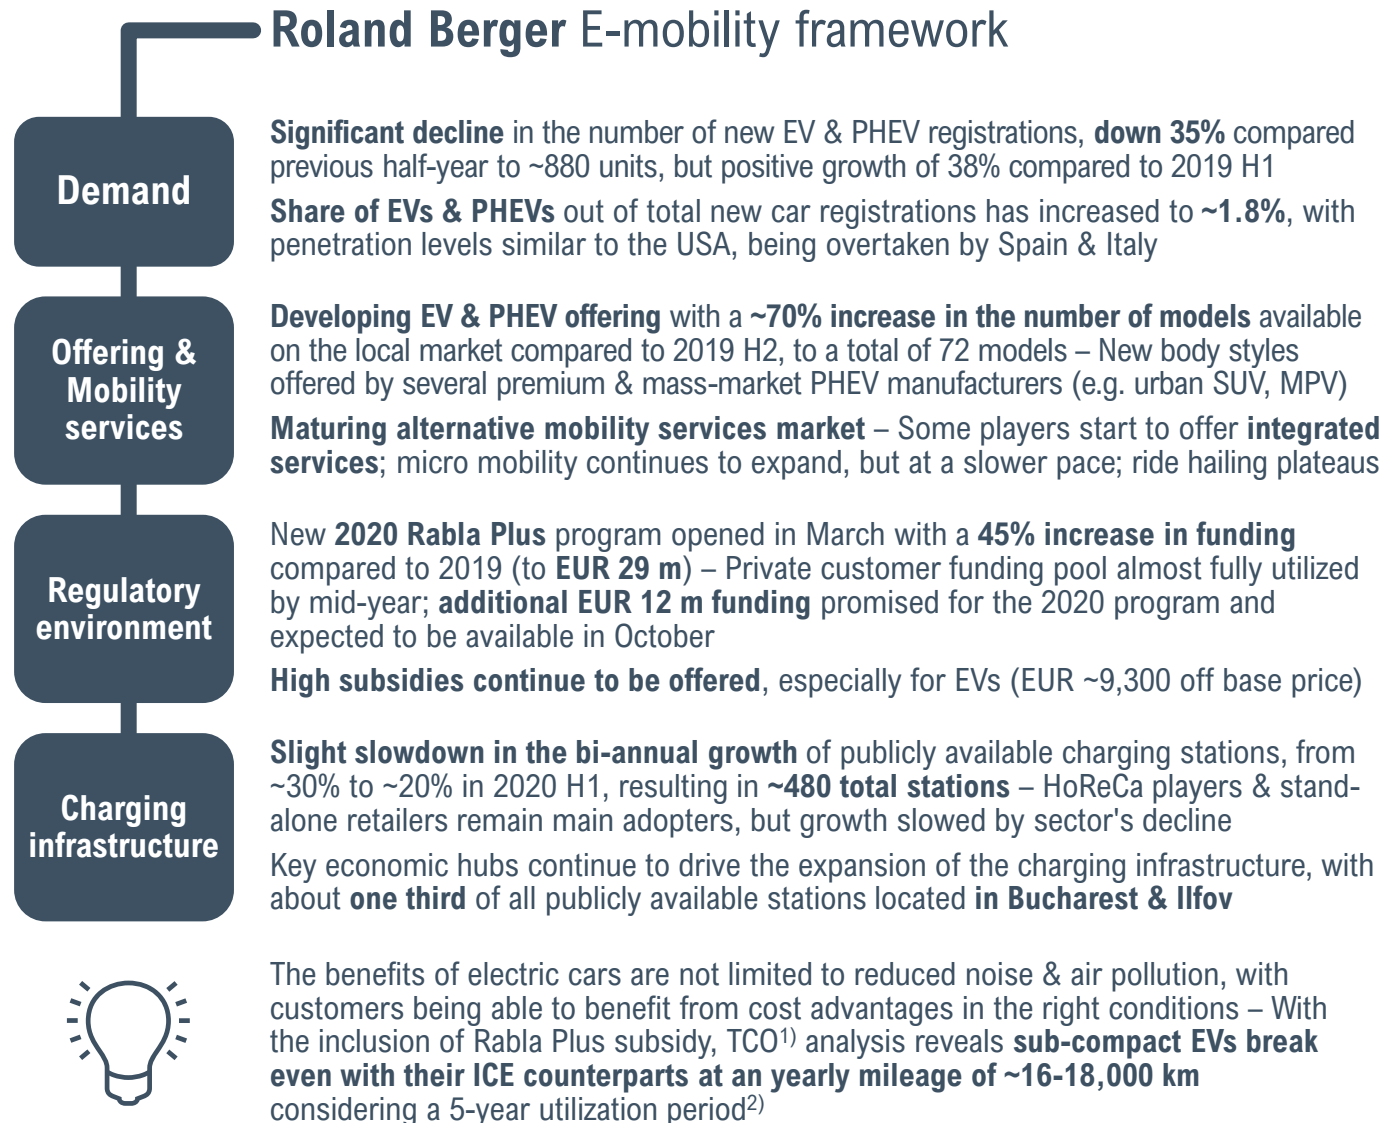 Roland Berger E-mobility framework
Demand
Significant decline in the number of new EV & PHEV registrations, down 35% compared
previous half-year to ~880 units, but positive growth of 38% compared to 2019 H1
Share of EVs & PHEVs out of total new car registrations has increased to ~1.8%, with
penetration levels similar to the USA, being overtaken by Spain & Italy
Offering &
Mobility
services
Developing EV & PHEV offering with a ~70% increase in the number of models available
on the local market compared to 2019 H2, to a total of 72 models – New body styles
offered by several premium & mass-market PHEV manufacturers (e.g. urban SUV, MPV)
Maturing alternative mobility services market – Some players start to offer integrated
services; micro mobility continues to expand, but at a slower pace; ride hailing plateaus
Regulatory
environment
New 2020 Rabla Plus program opened in March with a 45% increase in funding
compared to 2019 (to EUR 29 m) – Private customer funding pool almost fully utilized
by mid-year; additional EUR 12 m funding promised for the 2020 program and
expected to be available in October
High subsidies continue to be offered, especially for EVs (EUR ~9,300 off base price)
Charging
infrastructure
Slight slowdown in the bi-annual growth of publicly available charging stations, from
~30% to ~20% in 2020 H1, resulting in ~480 total stations – HoReCa players & stand-
alone retailers remain main adopters, but growth slowed by sector's decline
Key economic hubs continue to drive the expansion of the charging infrastructure, with
about one third of all publicly available stations located in Bucharest & Ilfov
The benefits of electric cars are not limited to reduced noise & air pollution, with
customers being able to benefit from cost advantages in the right conditions – With
the inclusion of Rabla Plus subsidy, TCO1) analysis reveals sub-compact EVs break
even with their ICE counterparts at an yearly mileage of ~16-18,000 km
considering a 5-year utilization period2)